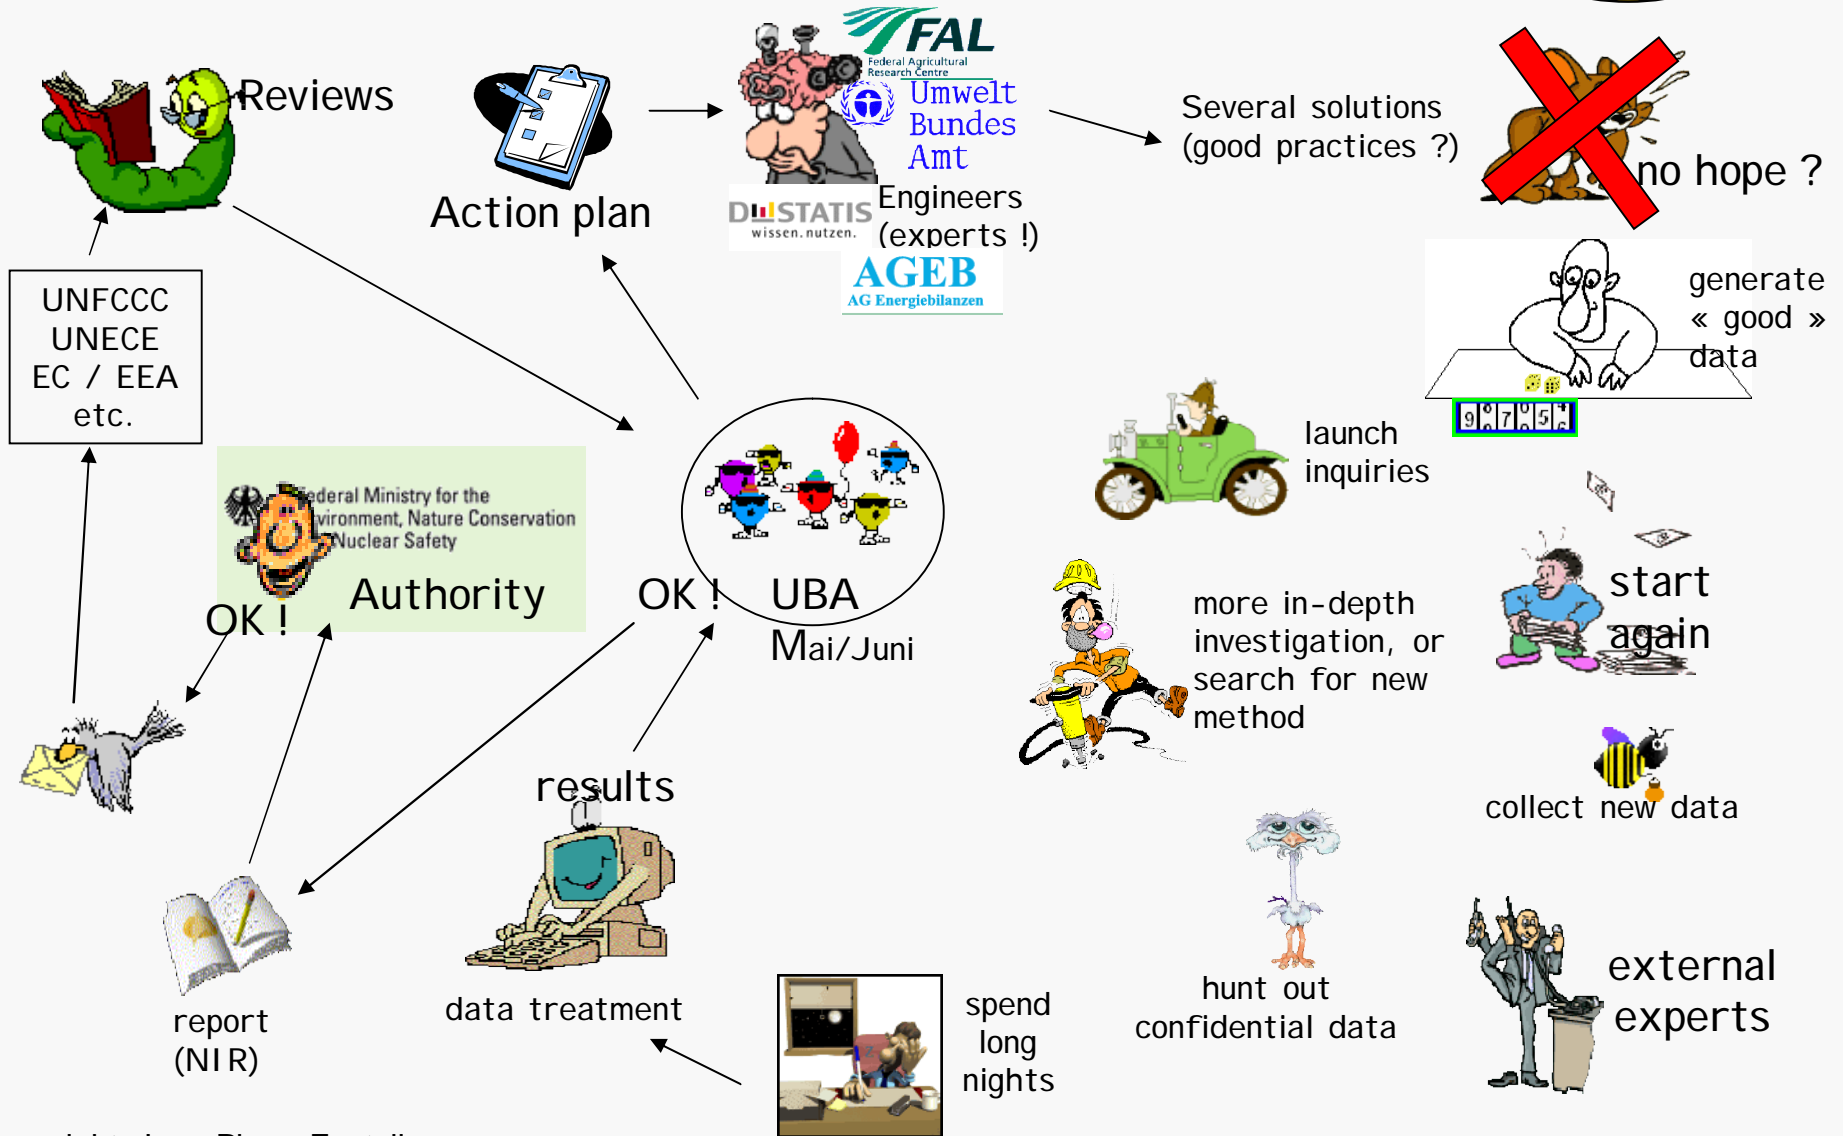 Reviews
Action plan
FAL
Federal Agricultural
Research Centre
Umwelt
Bundes
Amt
Engineers
(experts !)
DESTATIS
wissen.nutzen.
AGEB
AG Energiebilanzen
Several solutions
(good practices ?)
no hope ?
generate
« good »
data
UNFCCC
UNECE
EC / EEA
etc.
Ministry for the
Nature Conservation
Nuclear Safety
Authority
OK !
OK !
UBA
Mai/Juni
launch
inquiries
more in-depth
investigation, or
search for new
method
start
again
collect new data
results
data treatment
report
(NIR)
spend
long
nights
hunt out
confidential data
external
experts